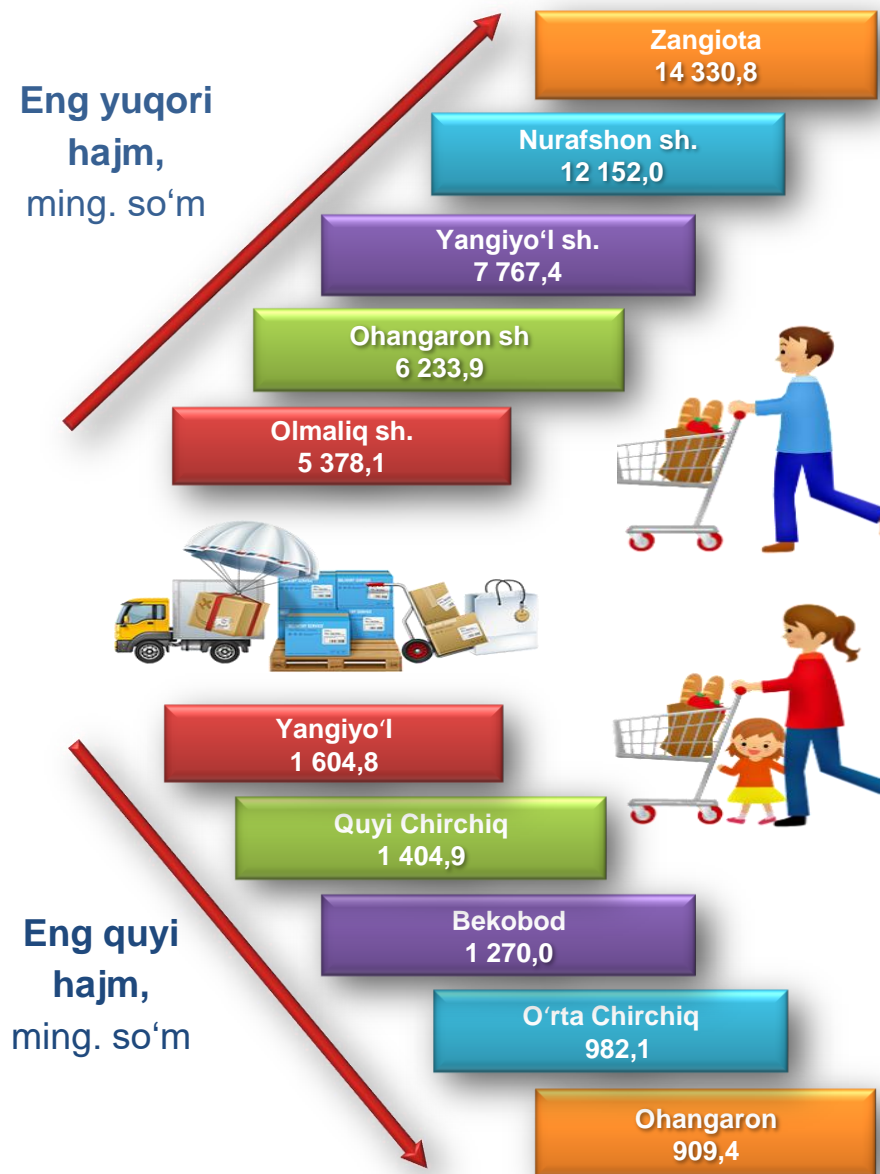 Eng yuqori
hajm,
ming. so‘m
Zangiota
14 330,8
Nurafshon sh.
12 152,0
Yangiyo‘l sh.
7 767,4
Ohangaron sh
6 233,9
Olmaliq sh.
5 378,1
Yangiyo‘l
1 604,8
Quyi Chirchiq
1 404,9
Bekobod
1 270,0
Eng quyi
hajm,
ming. so‘m
O‘rta Chirchiq
982,1
Ohangaron
909,4